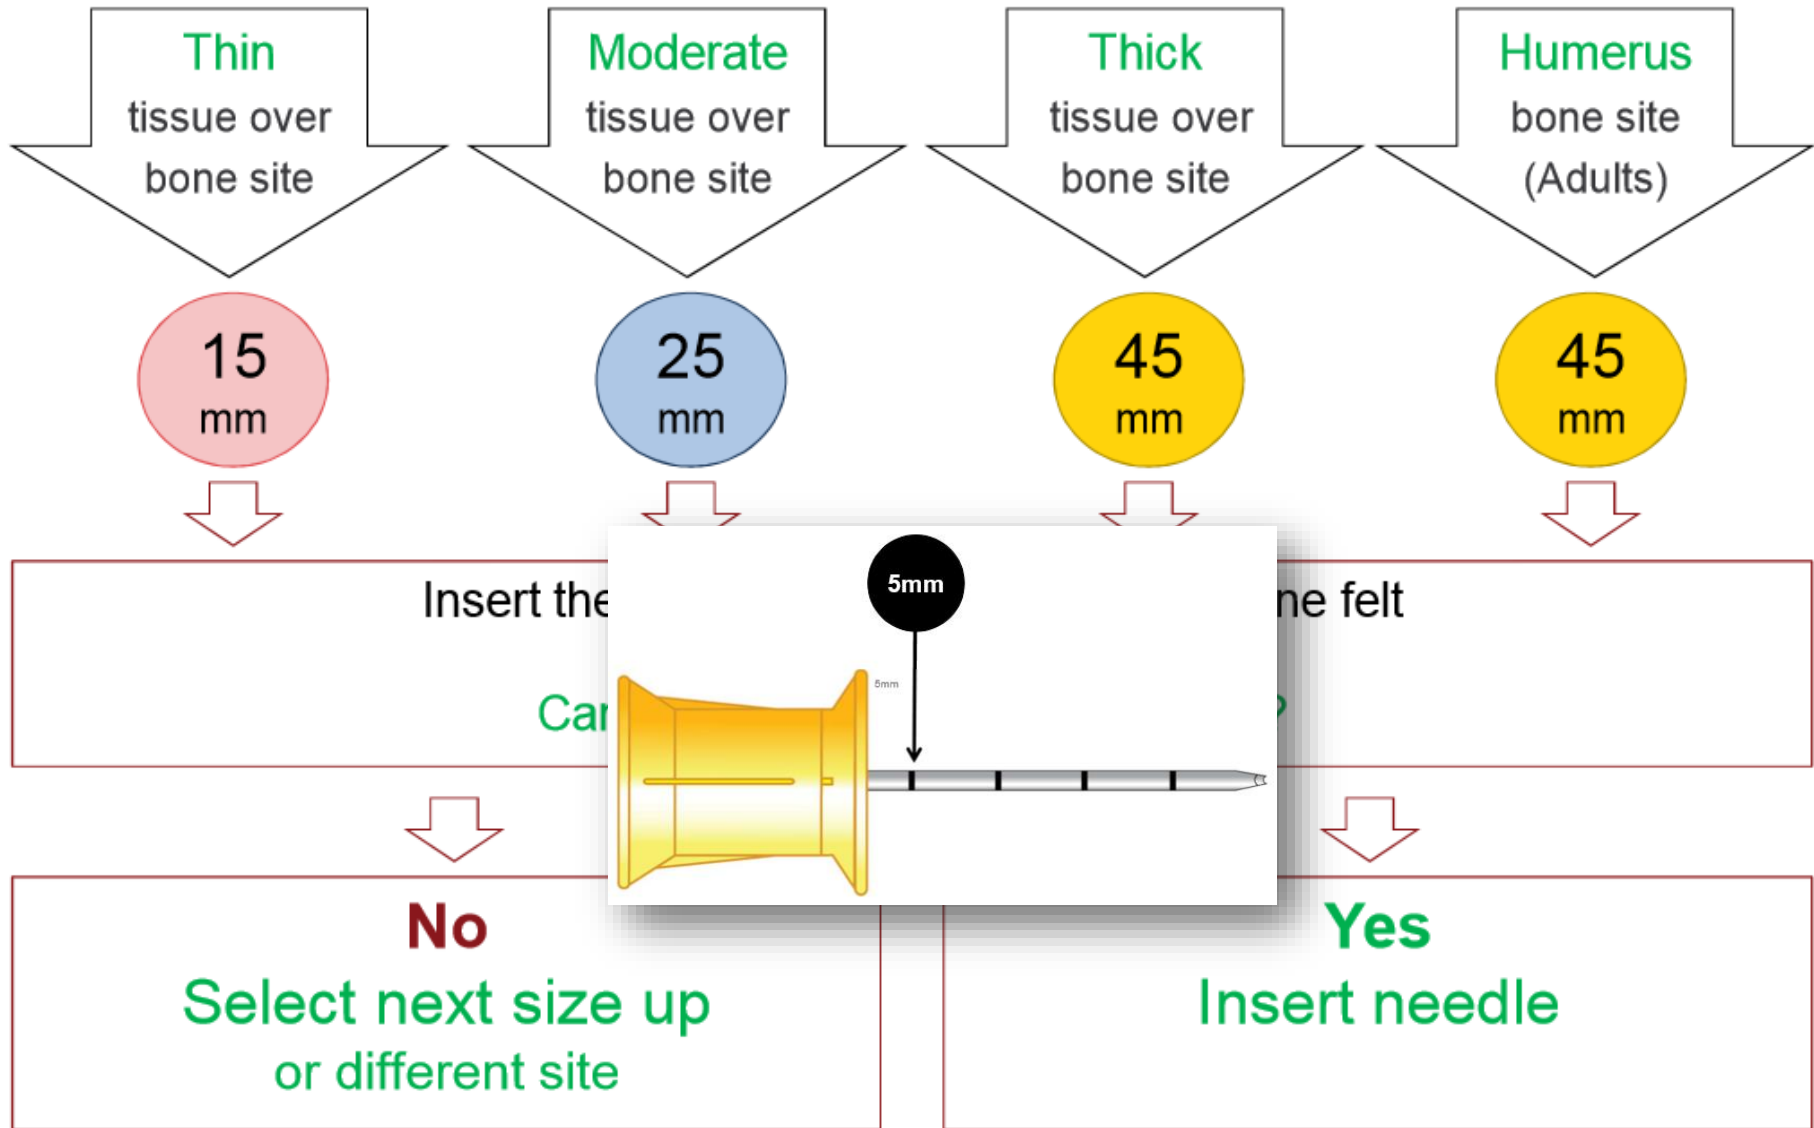 Thin
tissue over
bone site
Moderate
tissue over
bone site
Thick
tissue over
bone site
Humerus
bone site
(Adults)
15
mm
25
mm
45
mm
45
mm
Insert the
felt
5mm
5mm
?
No
Select next size up
or different site
Yes
Insert needle